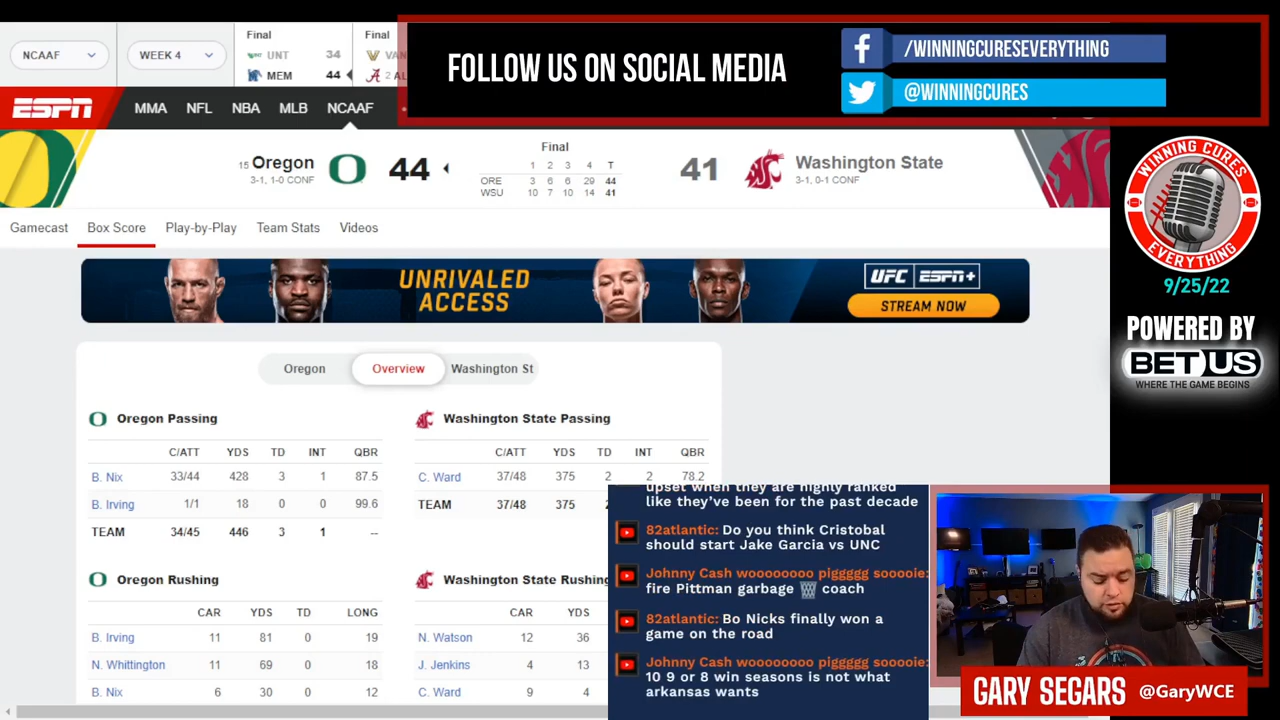 NCAAF
WEEK 4
Final
UNT 34
MEM 44
Final
VAN
2 AL
FOLLOW US ON SOCIAL MEDIA
f /WINNINGCURESEVERYTHING
@WINNINGCURES
ESPN
MMA NFL NBA MLB NCAAF
15 Oregon
3-1, 1-0 CONF
O
44
Final
1 2 3 4 T
ORE 3 6 6 29 44
WSU 10 7 10 14 41
41
Washington State
3-1, 0-1 CONF
WINNING CURES
EVERYTHING
9/25/22
POWERED BY
BETUS
WHERE THE GAME BEGINS
Gamecast Box Score Play-by-Play Team Stats Videos
UNRIVALED
ACCESS
UFC ESPN+
STREAM NOW
Oregon Overview Washington St
Oregon Passing
C/ATT YDS TD INT QBR
B. Nix 33/44 428 3 1 87.5
B. Irving 1/1 18 0 0 99.6
TEAM 34/45 446 3 1 --
Washington State Passing
C/ATT YDS TD INT QBR
C. Ward 37/48 375 2 2 78.2
TEAM 37/48 375
Oregon Rushing
CAR YDS TD LONG
B. Irving 11 81 0 19
N. Whittington 11 69 0 18
B. Nix 6 30 0 12
Washington State Rushing
CAR YDS
N. Watson 12 36
J. Jenkins 4 13
C. Ward 9 4
upset when they are highly ranked
like they've been for the past decade
82atlantic: Do you think Cristobal
should start Jake Garcia vs UNC
Johnny Cash woooooooo piggggg sooooie:
fire Pittman garbage 🗑 coach
82atlantic: Bo Nicks finally won a
game on the road
Johnny Cash woooooooo piggggg sooooie:
10 9 or 8 win seasons is not what
arkansas wants
GARY SEGARS @GaryWCE